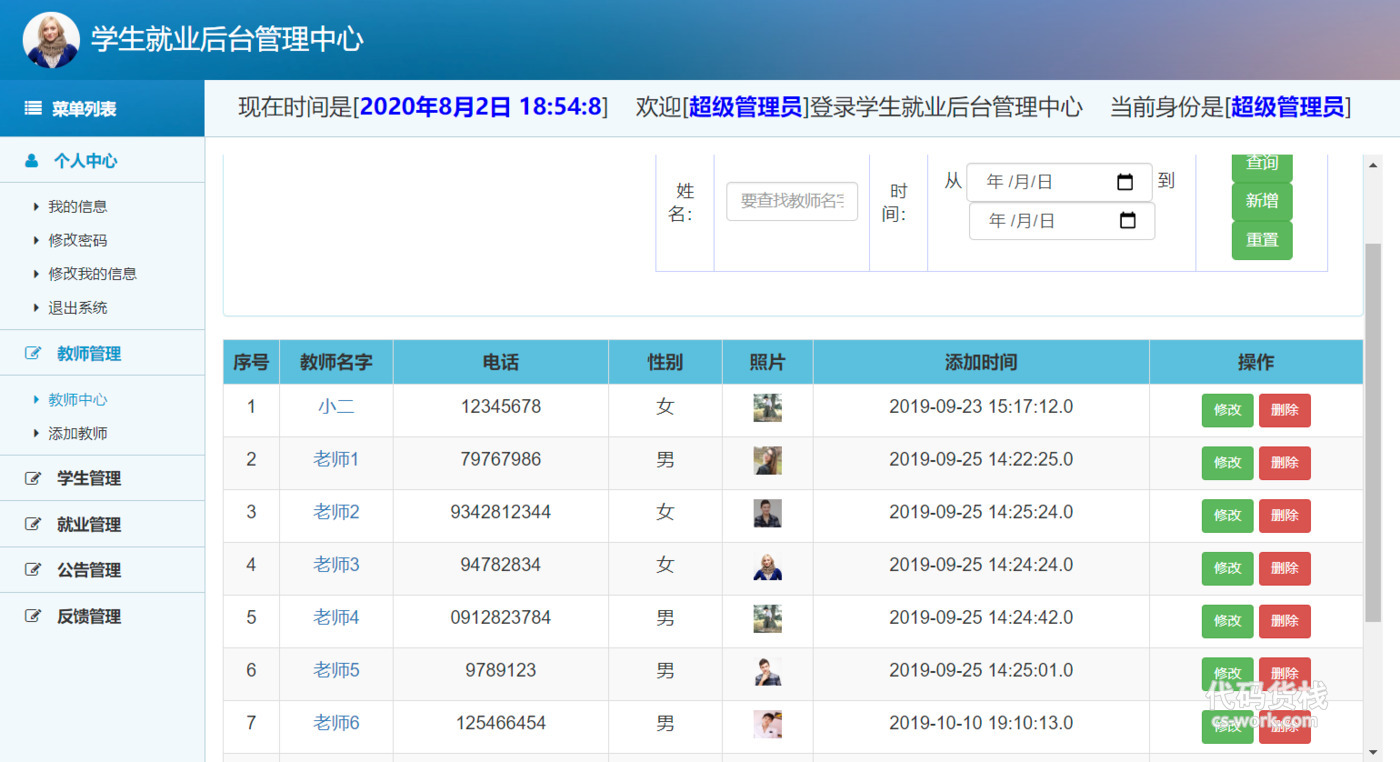 学生就业后台管理中心
菜单列表
现在时间是[2020年8月2日 18:54:8] 欢迎[超级管理员]登录学生就业后台管理中心 当前身份是[超级管理员]
个人中心
我的信息
修改密码
修改我的信息
退出系统
教师管理
教师中心
添加教师
学生管理
就业管理
公告管理
反馈管理
姓名:
要查找教师名字
时间:
从 年 /月/日 到
年 /月/日
查询
新增
重置
序号 教师名字 电话 性别 照片 添加时间 操作
1 小二 12345678 女 2019-09-23 15:17:12.0 修改 删除
2 老师1 79767986 男 2019-09-25 14:22:25.0 修改 删除
3 老师2 9342812344 女 2019-09-25 14:25:24.0 修改 删除
4 老师3 94782834 女 2019-09-25 14:24:24.0 修改 删除
5 老师4 0912823784 男 2019-09-25 14:24:42.0 修改 删除
6 老师5 9789123 男 2019-09-25 14:25:01.0 修改 删除
7 老师6 125466454 男 2019-10-10 19:10:13.0 修改 删除
代码货栈
cs-work.com